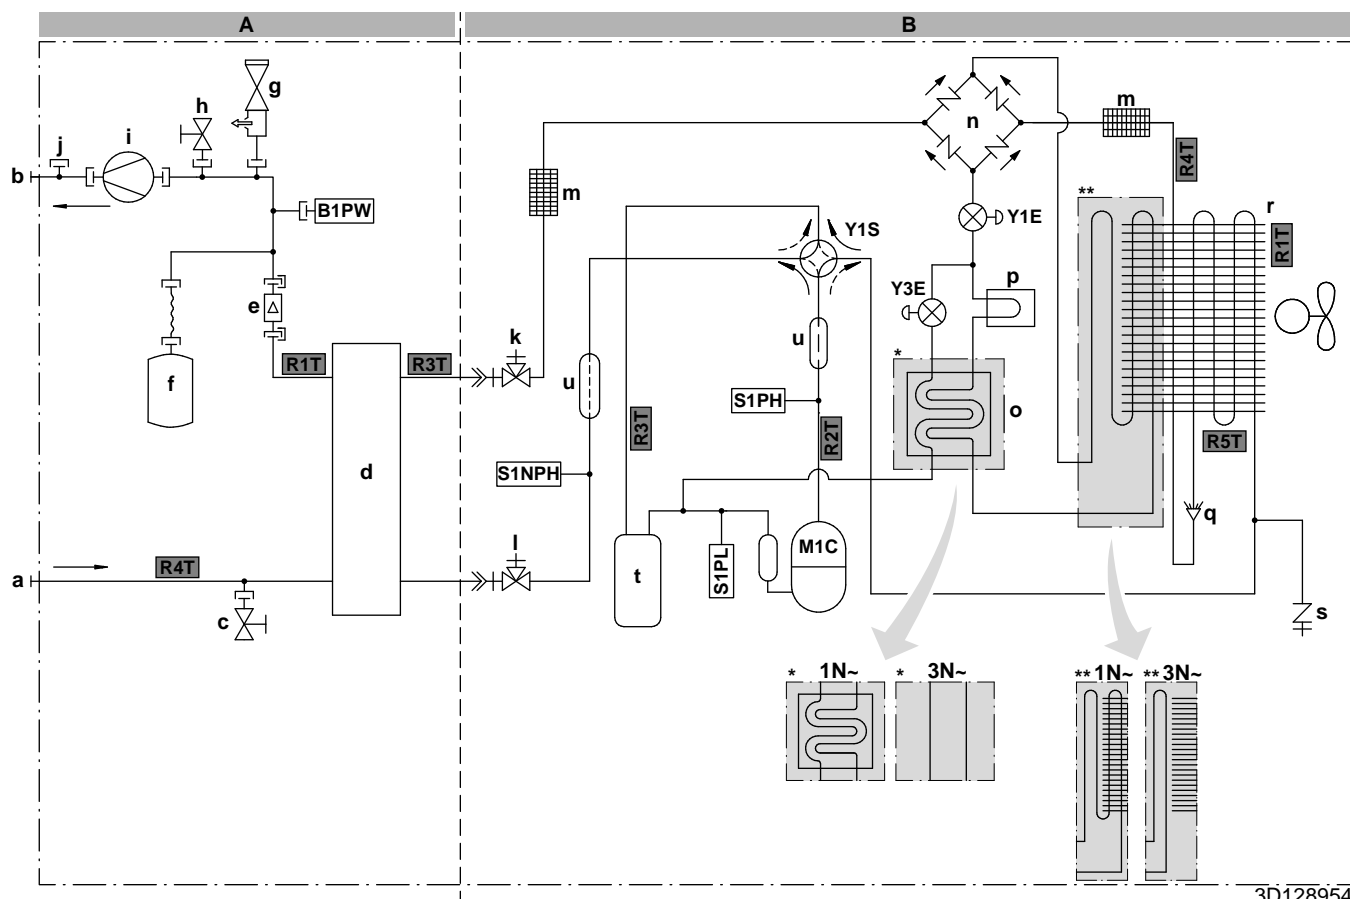 A
B
g
h
j
i
m
n
b
R4T
m
**
r
B1PW
Y1E
R1T
Y1S
p
e
Y3E
k
u
*
R1T
R3T
f
u
S1PH
R3T
R2T
o
R5T
d
S1NPH
q
l
M1C
R4T
a
t
S1PL
c
s
* 1N~
* 3N~
** 1N~
** 3N~
3D128954